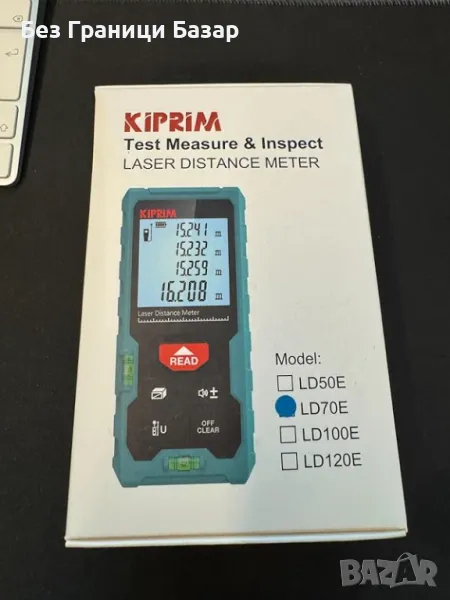 Без Граници Базар
KiPRiM
Test Measure & Inspect
LASER DISTANCE METER
KIPRIM
15.241 m
15.232 m
15.259 m
16.208 m
Laser Distance Meter
READ
U
OFF
CLEAR
Model:
LD50E
LD70E
LD100E
LD120E
BAZAR